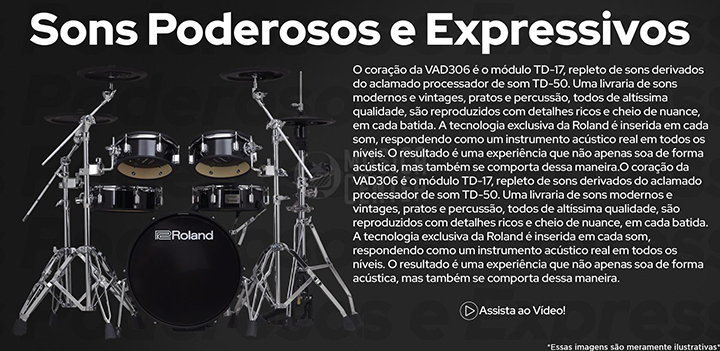 Sons Poderosos e Expressivos
O coração da VAD306 é o módulo TD-17, repleto de sons derivados
do aclamado processador de som TD-50. Uma livraria de sons
modernos e vintages, pratos e percussão, todos de altíssima
qualidade, são reproduzidos com detalhes ricos e cheio de nuance,
em cada batida. A tecnologia exclusiva da Roland é inserida em cada
som, respondendo como um instrumento acústico real em todos os
níveis. O resultado é uma experiência que não apenas soa de forma
acústica, mas também se comporta dessa maneira.O coração da
VAD306 é o módulo TD-17, repleto de sons derivados do aclamado
processador de som TD-50. Uma livraria de sons modernos e
vintages, pratos e percussão, todos de altíssima qualidade, são
reproduzidos com detalhes ricos e cheio de nuance, em cada batida.
A tecnologia exclusiva da Roland é inserida em cada som,
respondendo como um instrumento acústico real em todos os
níveis. O resultado é uma experiência que não apenas soa de forma
acústica, mas também se comporta dessa maneira.
Roland
Assista ao Vídeo!
*Essas imagens são meramente ilustrativas*